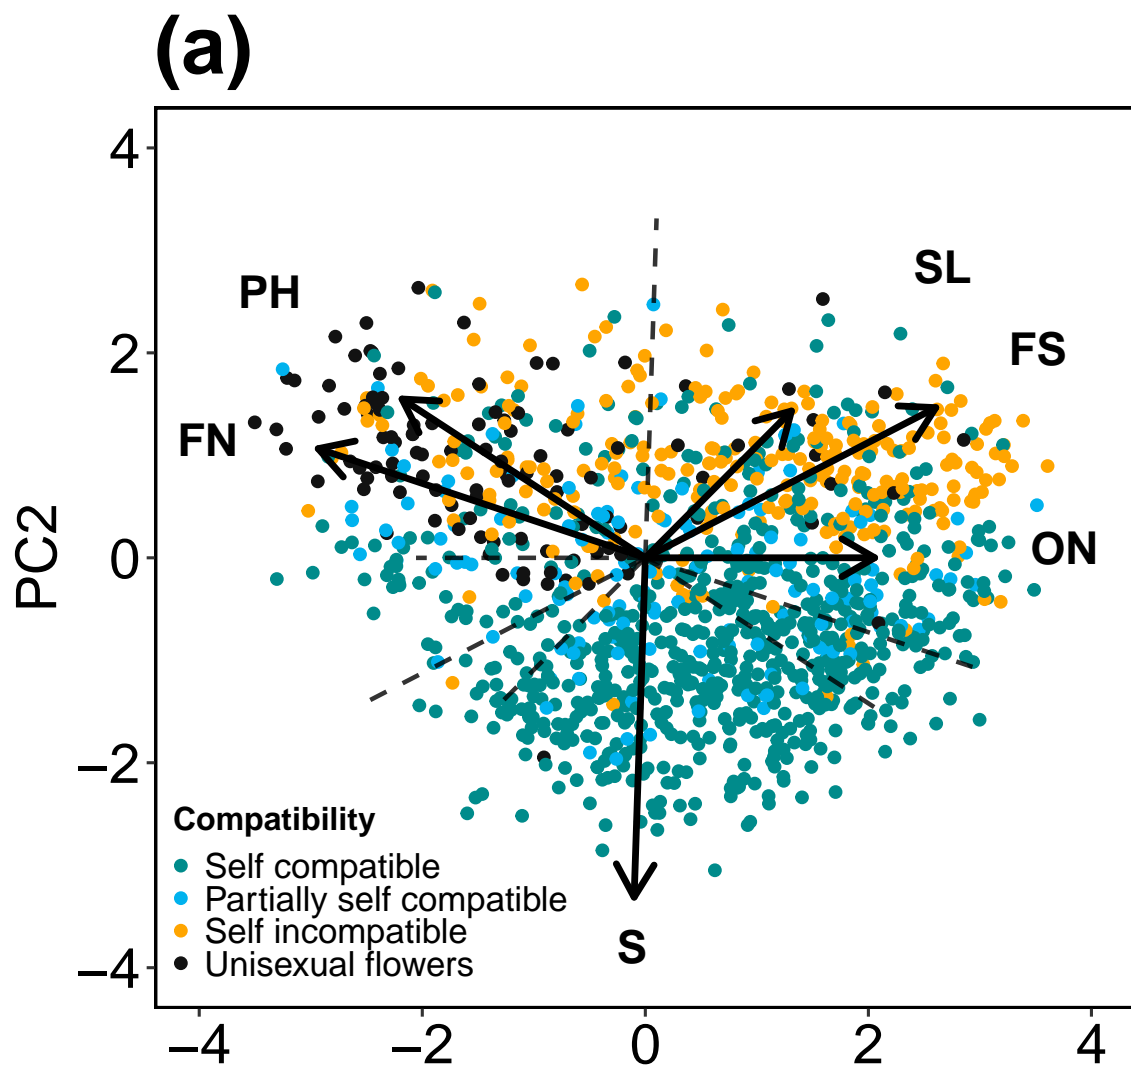 (a)
4
SL
PH
2
FS
FN
PC2
0
ON
−2
Compatibility
Self compatible
Partially self compatible
Self incompatible
S
Unisexual flowers
−4
−4 −2 0 2 4